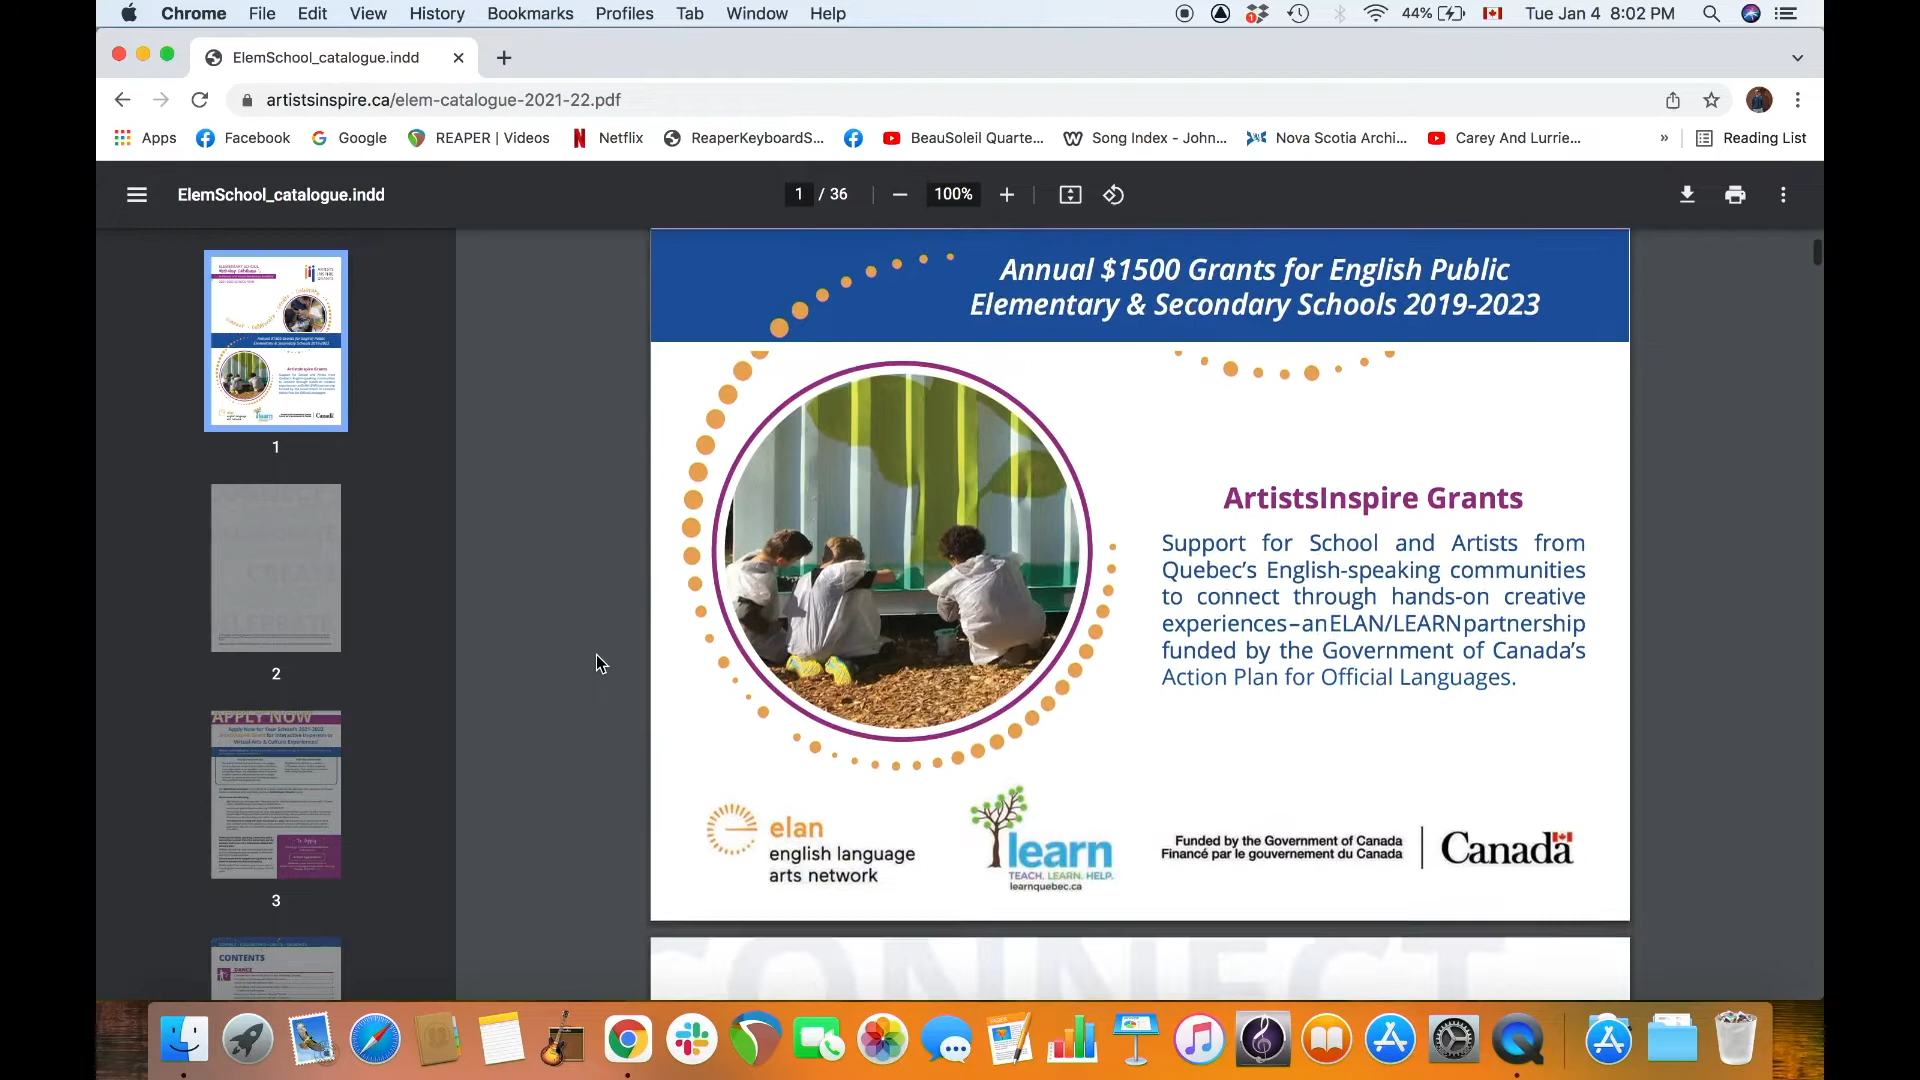 Chrome File Edit View History Bookmarks Profiles Tab Window Help 44% Tue Jan 4 8:02 PM
ElemSchool_catalogue.indd
artistsinspire.ca/elem-catalogue-2021-22.pdf
Apps Facebook Google REAPER | Videos Netflix ReaperKeyboardS... BeauSoleil Quarte... Song Index - John... Nova Scotia Archi... Carey And Lurrie... » Reading List
ElemSchool_catalogue.indd 1 / 36 100%
1
2
APPLY NOW
3
CONTENTS
DANCE
Annual $1500 Grants for English Public
Elementary & Secondary Schools 2019-2023
ArtistsInspire Grants
Support for School and Artists from
Quebec's English-speaking communities
to connect through hands-on creative
experiences–an ELAN/LEARN partnership
funded by the Government of Canada's
Action Plan for Official Languages.
elan
english language
arts network
learn
TEACH. LEARN. HELP.
learnquebec.ca
Funded by the Government of Canada
Financé par le gouvernement du Canada
Canada
CONNECT